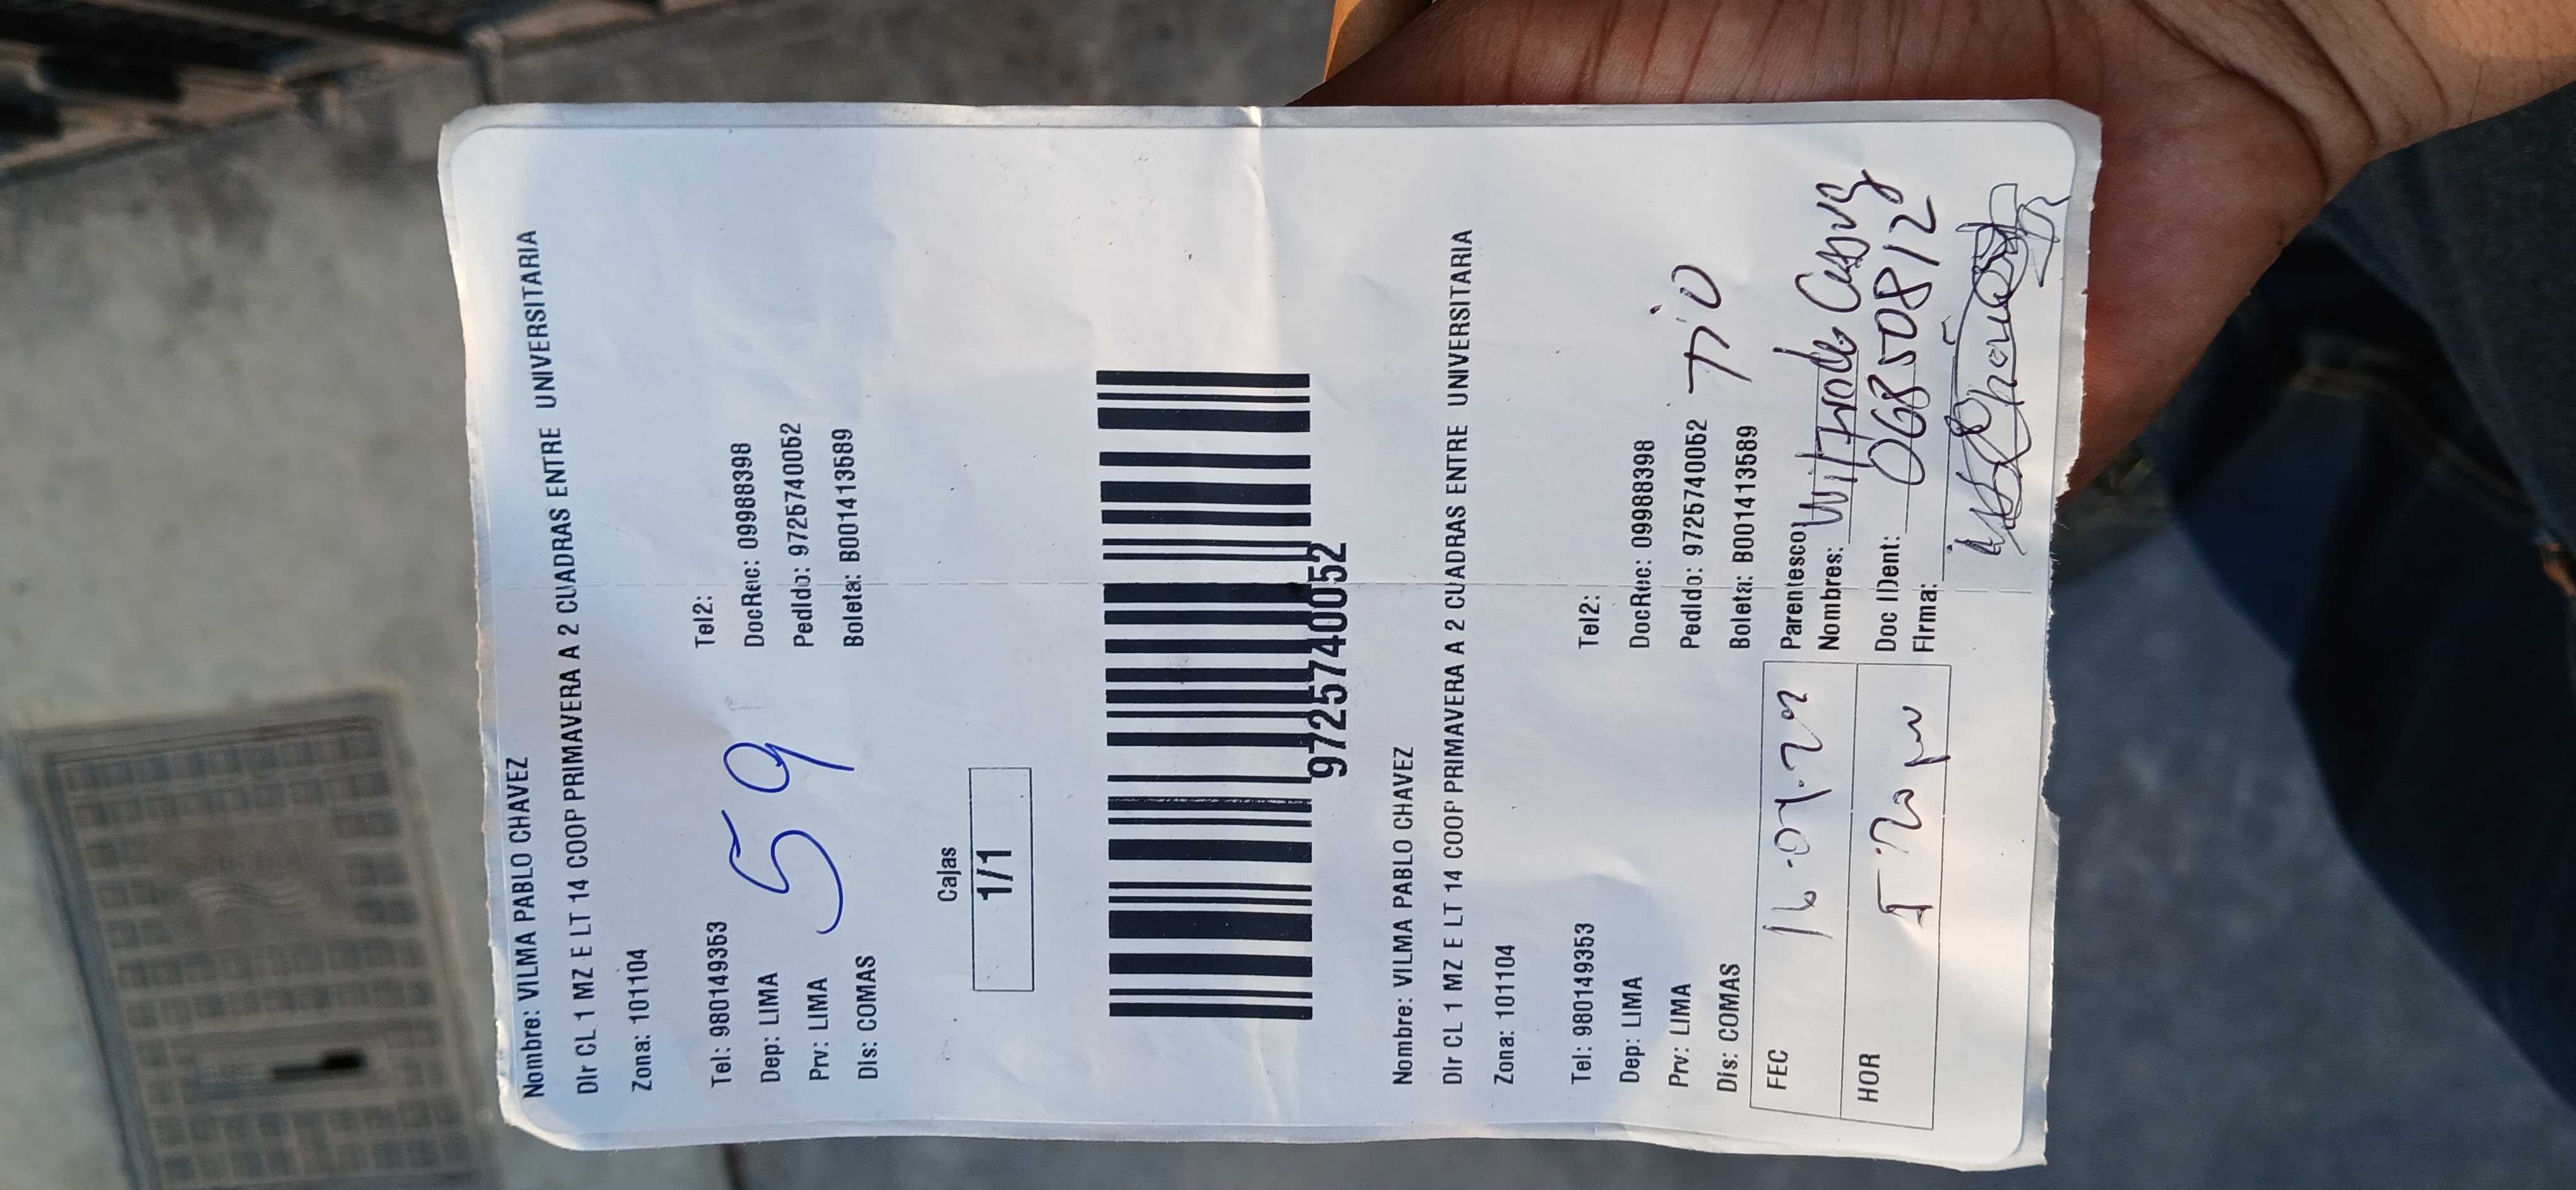 Nombre: VILMA PABLO CHAVEZ
Dir CL 1 MZ E LT 14 COOP PRIMAVERA A 2 CUADRAS ENTRE UNIVERSITARIA
Zona: 101104
Tel: 980149353 Tel2:
Dep: LIMA DocRec: 09988398
Prv: LIMA Pedido: 9725740052
Dis: COMAS Boleta: B001413589
59
Cajas
1/1
9725740052
Nombre: VILMA PABLO CHAVEZ
Dir CL 1 MZ E LT 14 COOP PRIMAVERA A 2 CUADRAS ENTRE UNIVERSITARIA
Zona: 101104
Tel: 980149353 Tel2:
Dep: LIMA DocRec: 09988398
Prv: LIMA Pedido: 9725740052
Dis: COMAS Boleta: B001413589
TIO
FEC Parentesco:
Nombres: Wilfredo
HOR Doc IDent: 06850812
Firma: